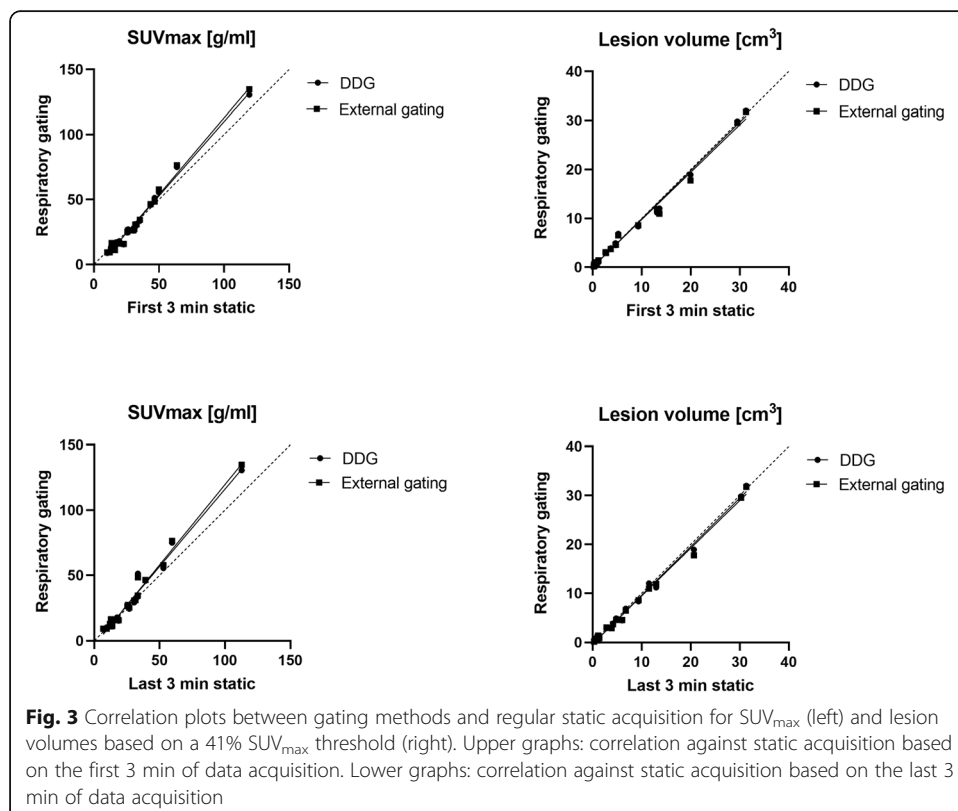 SUVmax [g/ml]
150
100
50
0
Respiratory gating
0 50 100 150
First 3 min static
DDG
External gating
Lesion volume [cm³]
40
30
20
10
0
Respiratory gating
0 10 20 30 40
First 3 min static
DDG
External gating
SUVmax [g/ml]
150
100
50
0
Respiratory gating
0 50 100 150
Last 3 min static
DDG
External gating
Lesion volume [cm³]
40
30
20
10
0
Respiratory gating
0 10 20 30 40
Last 3 min static
DDG
External gating
Fig. 3 Correlation plots between gating methods and regular static acquisition for SUVmax (left) and lesion
volumes based on a 41% SUVmax threshold (right). Upper graphs: correlation against static acquisition based
on the first 3 min of data acquisition. Lower graphs: correlation against static acquisition based on the last 3
min of data acquisition